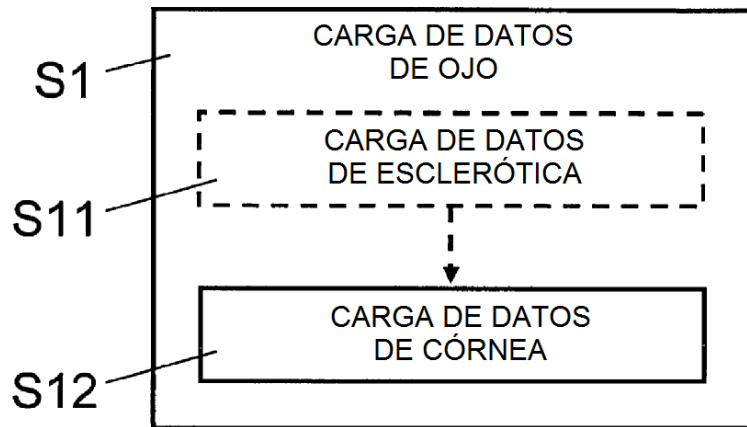 CARGA DE DATOS
DE OJO
S1
CARGA DE DATOS
DE ESCLERÓTICA
S11
CARGA DE DATOS
DE CÓRNEA
S12